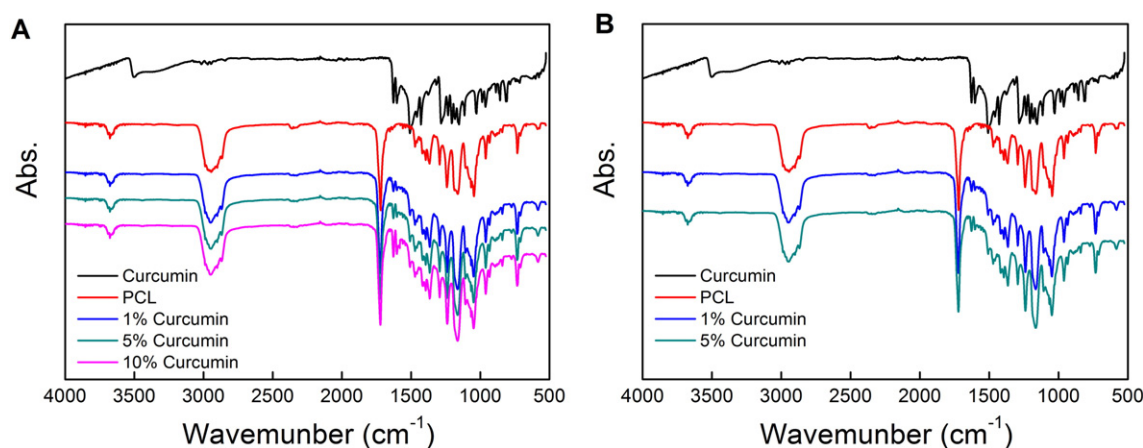 A
Abs.
Curcumin
PCL
1% Curcumin
5% Curcumin
10% Curcumin
4000 3500 3000 2500 2000 1500 1000 500
Wavemunber (cm⁻¹)
B
Abs.
Curcumin
PCL
1% Curcumin
5% Curcumin
4000 3500 3000 2500 2000 1500 1000 500
Wavemunber (cm⁻¹)